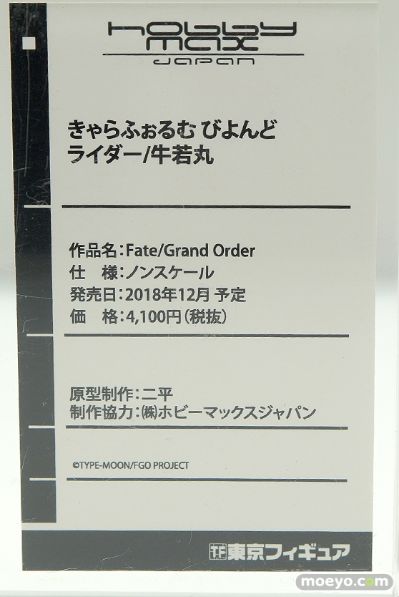 hobby
max
JAPAN
きゃらふぉるむ びよんど
ライダー/牛若丸
作品名:Fate/Grand Order
仕　様:ノンスケール
発売日:2018年12月 予定
価　格:4,100円(税抜)
原型制作:二平
制作協力:㈱ホビーマックスジャパン
©TYPE-MOON/FGO PROJECT
TF東京フィギュア
moeyo.com